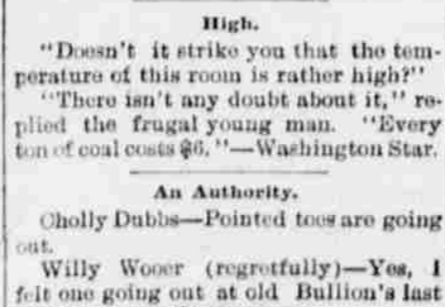 High.
"Doesn't it strike you that the tem-
perature of this room is rather high?"
"There isn't any doubt about it," re-
plied the frugal young man. "Every
ton of coal costs $6."—Washington Star.
An Authority.
Cholly Dubbs—Pointed toes are going
out.
Willy Wooer (regretfully)—Yes, I
felt one going out at old Bullion's last